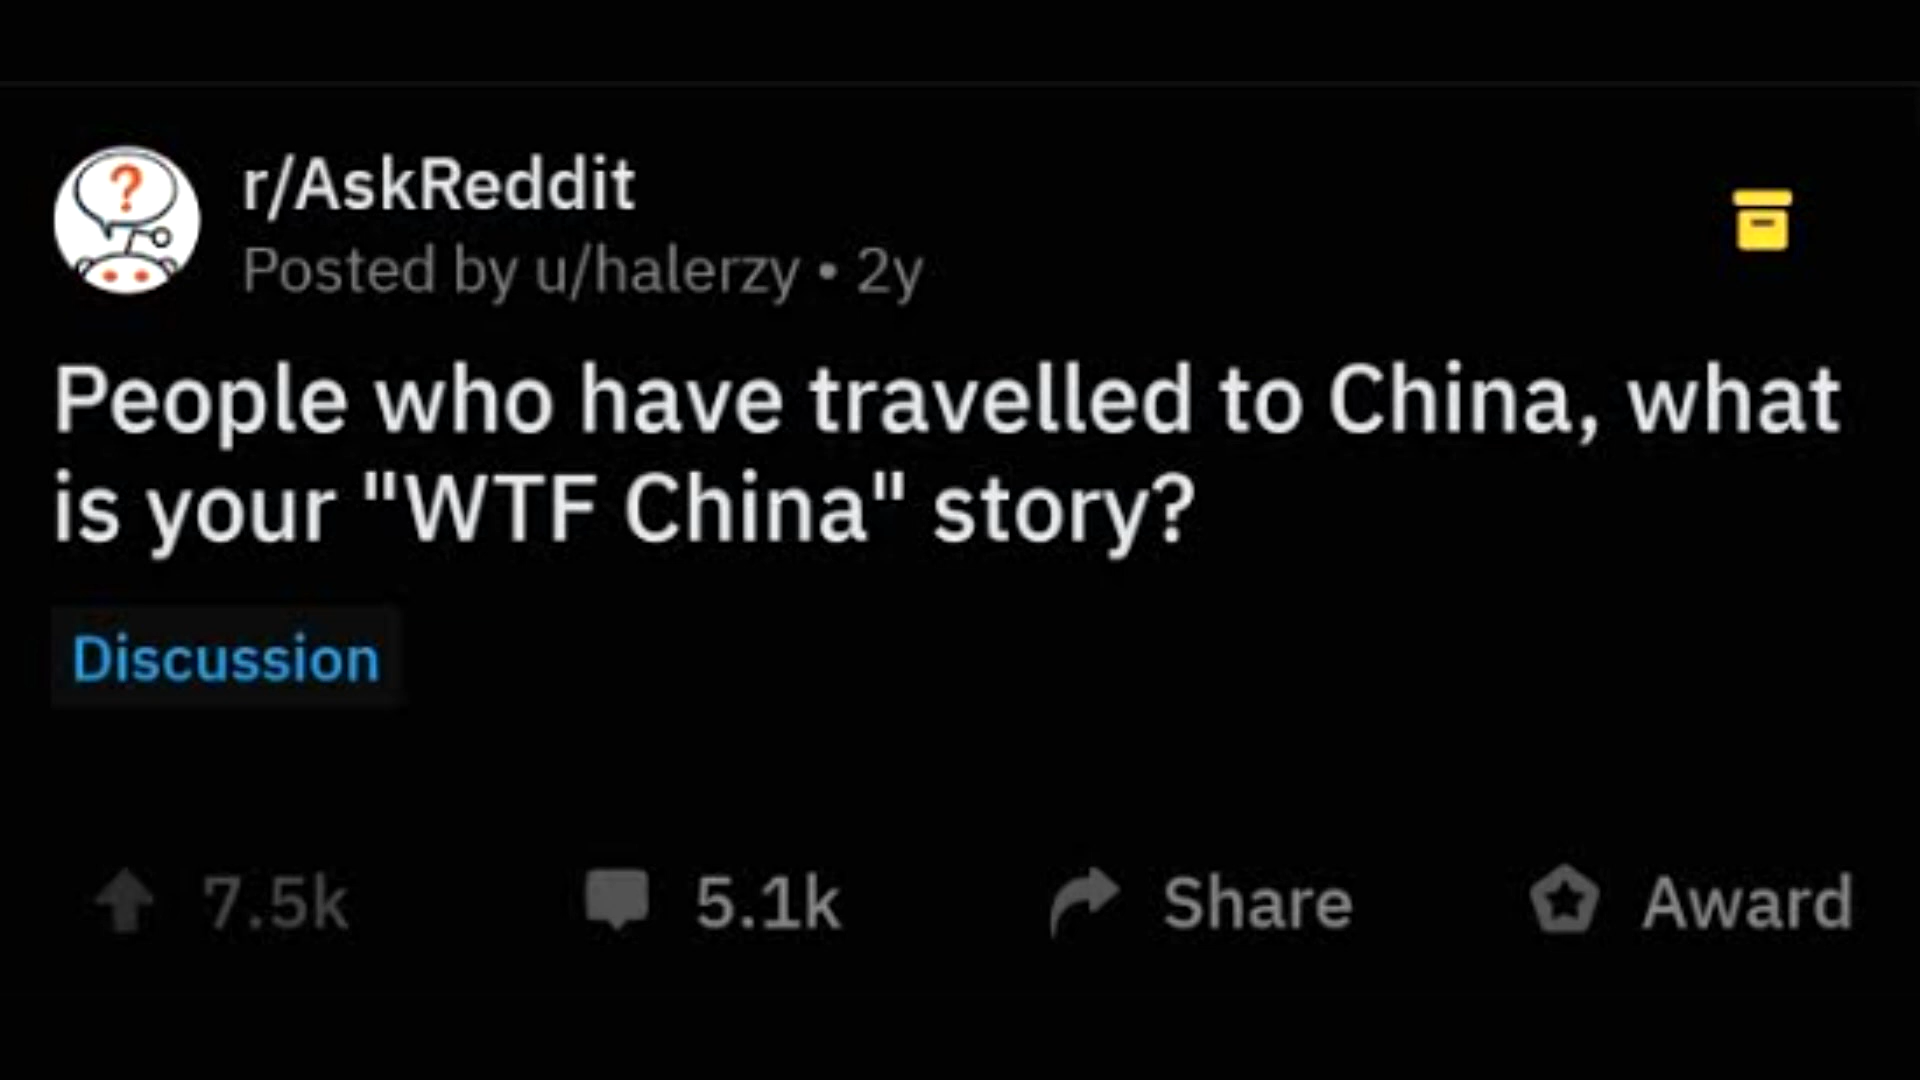 r/AskReddit
Posted by u/halerzy • 2y
People who have travelled to China, what
is your "WTF China" story?
Discussion
7.5k 5.1k Share Award